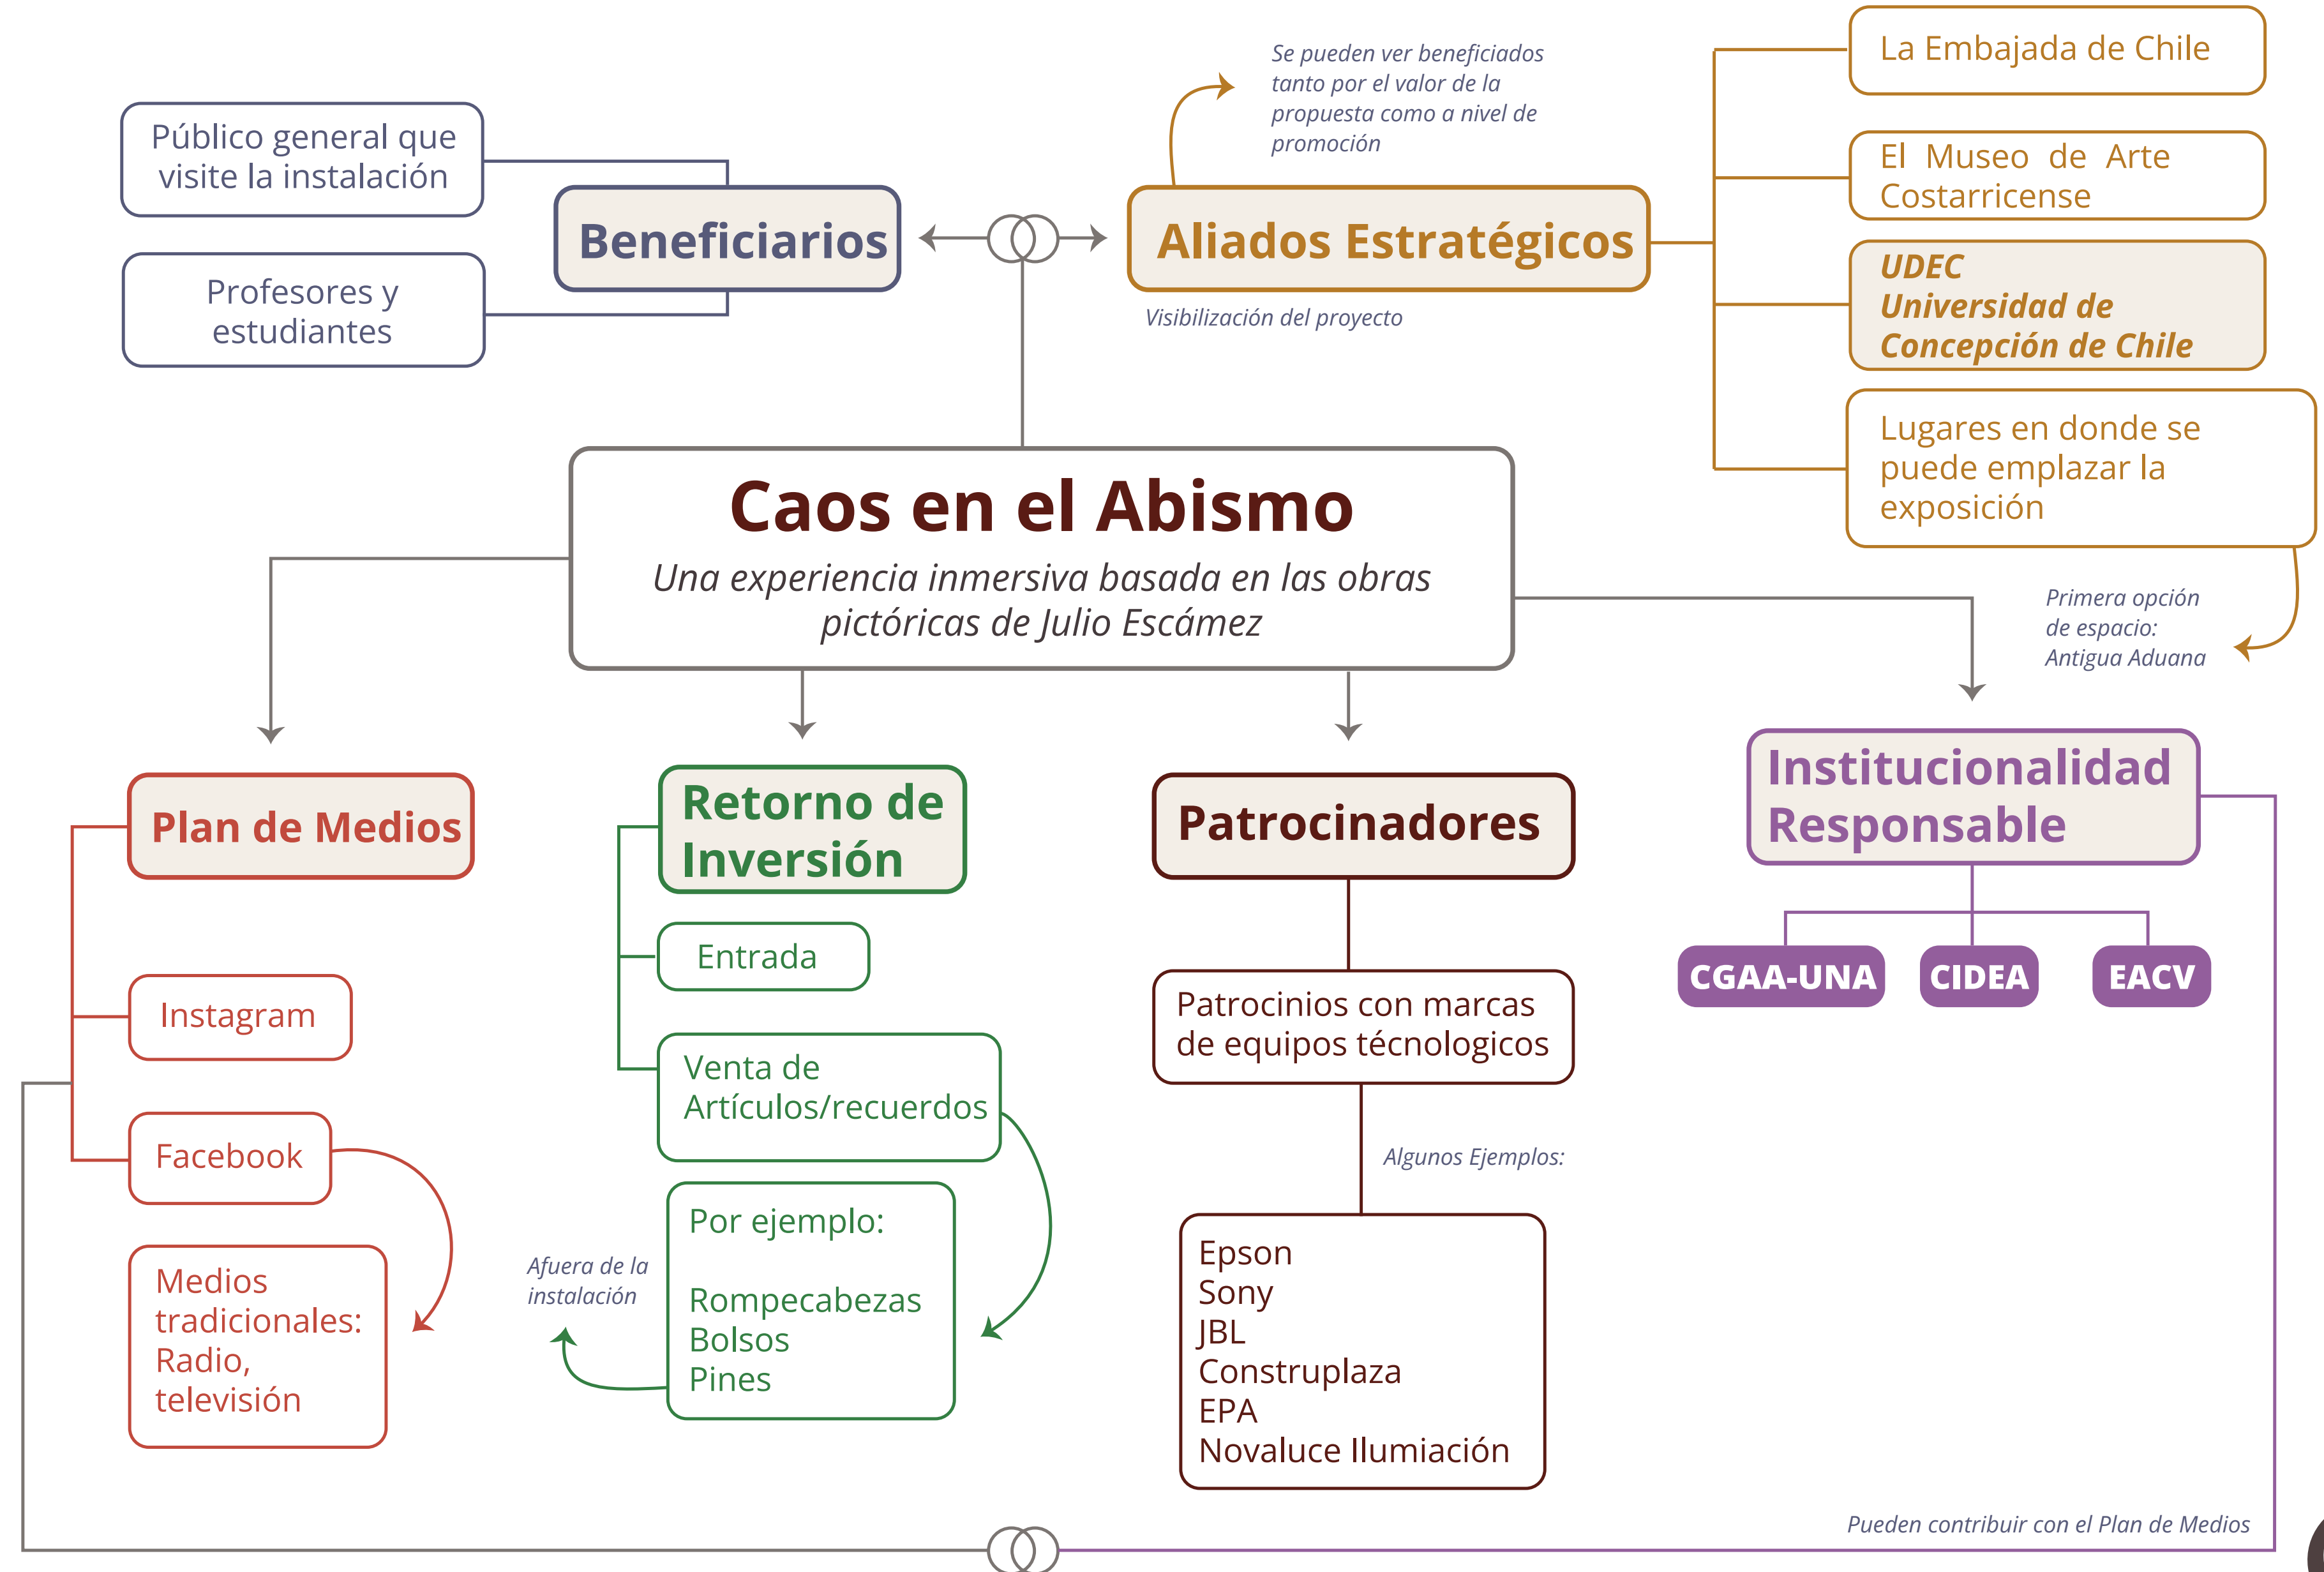 Público general que
visite la instalación
Profesores y
estudiantes
Beneficiarios
Se pueden ver beneficiados
tanto por el valor de la
propuesta como a nivel de
promoción
Aliados Estratégicos
Visibilización del proyecto
La Embajada de Chile
El Museo de Arte
Costarricense
UDEC
Universidad de
Concepción de Chile
Lugares en donde se
puede emplazar la
exposición
Primera opción
de espacio:
Antigua Aduana
Caos en el Abismo
Una experiencia inmersiva basada en las obras
pictóricas de Julio Escámez
Plan de Medios
Instagram
Facebook
Medios
tradicionales:
Radio,
televisión
Retorno de
Inversión
Entrada
Venta de
Artículos/recuerdos
Por ejemplo:
Rompecabezas
Bolsos
Pines
Afuera de la
instalación
Patrocinadores
Patrocinios con marcas
de equipos técnologicos
Algunos Ejemplos:
Epson
Sony
JBL
Construplaza
EPA
Novaluce Ilumiación
Institucionalidad
Responsable
CGAA-UNA
CIDEA
EACV
Pueden contribuir con el Plan de Medios